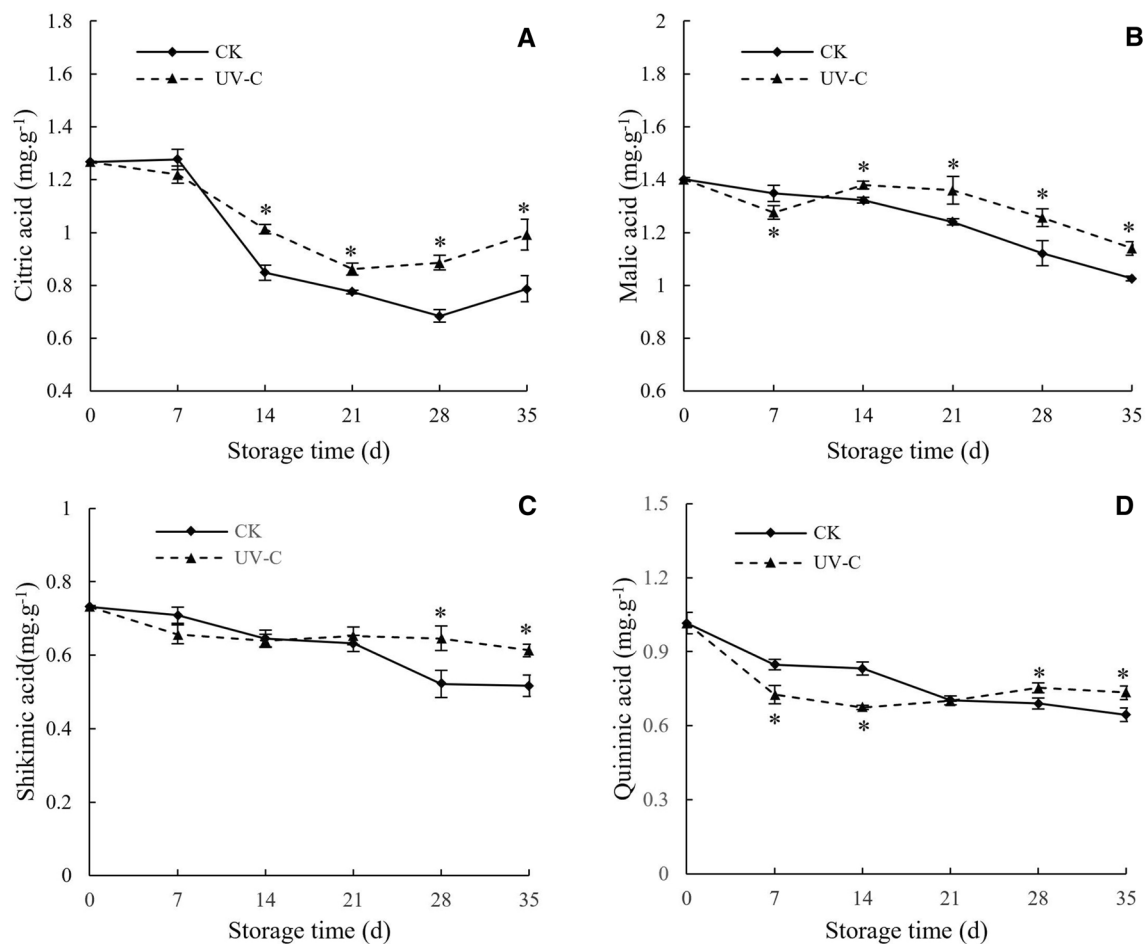 A
CK
UV-C
Citric acid (mg.g-1)
1.8
1.6
1.4
1.2
1
0.8
0.6
0.4
* * * *
0 7 14 21 28 35
Storage time (d)
B
CK
UV-C
Malic acid (mg.g-1)
2
1.8
1.6
1.4
1.2
1
0.8
0.6
* * * * *
0 7 14 21 28 35
Storage time (d)
C
CK
UV-C
Shikimic acid(mg.g-1)
1
0.8
0.6
0.4
0.2
0
* *
0 7 14 21 28 35
Storage time (d)
D
CK
UV-C
Quininic acid (mg.g-1)
1.5
1.2
0.9
0.6
0.3
0
* * * *
0 7 14 21 28 35
Storage time (d)